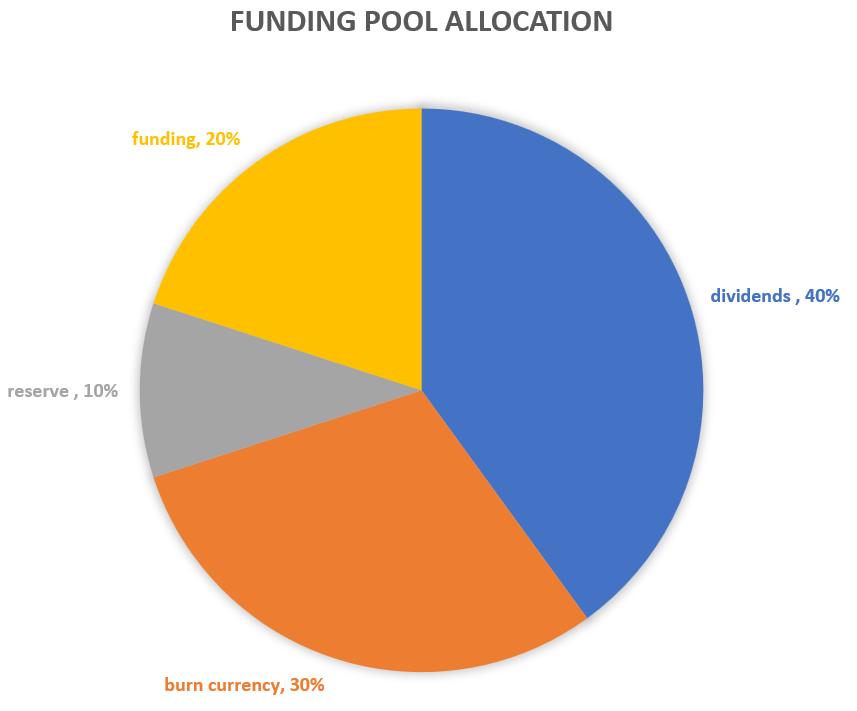 FUNDING POOL ALLOCATION
funding, 20%
dividends , 40%
reserve , 10%
burn currency, 30%